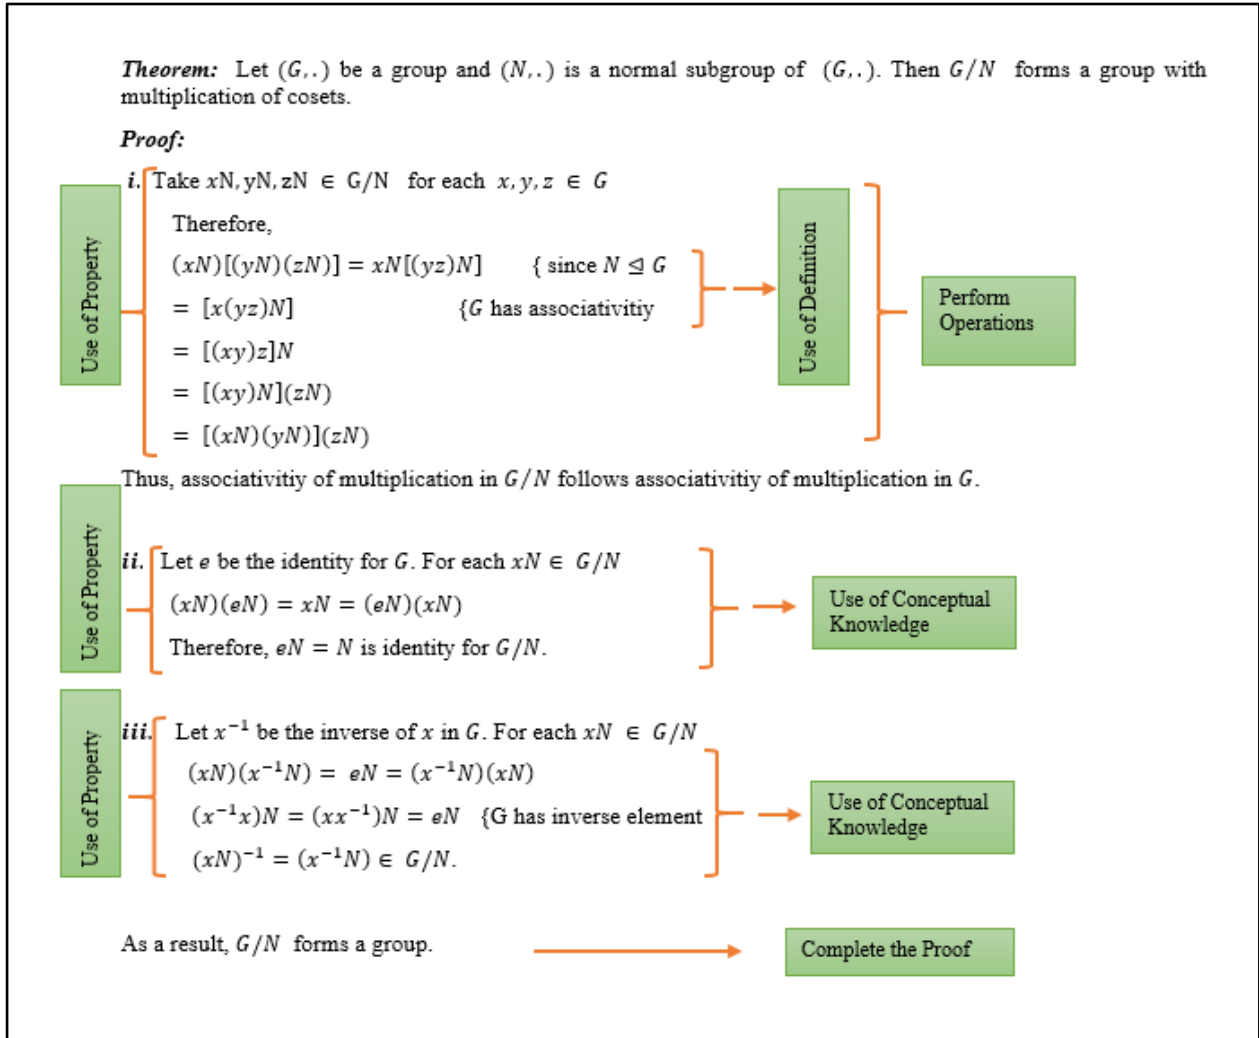 Theorem: Let (G,.) be a group and (N,.) is a normal subgroup of (G,.). Then G/N forms a group with
multiplication of cosets.
Proof:
i. Take xN, yN, zN ∈ G/N for each x, y, z ∈ G
Therefore,
(xN)[(yN)(zN)] = xN[(yz)N] { since N ⊴ G
= [x(yz)N] {G has associativitiy
= [(xy)z]N
= [(xy)N](zN)
= [(xN)(yN)](zN)
Use of Property
Use of Definition
Perform
Operations
Thus, associativitiy of multiplication in G/N follows associativitiy of multiplication in G.
ii. Let e be the identity for G. For each xN ∈ G/N
(xN)(eN) = xN = (eN)(xN)
Therefore, eN = N is identity for G/N.
Use of Property
Use of Conceptual
Knowledge
iii. Let x⁻¹ be the inverse of x in G. For each xN ∈ G/N
(xN)(x⁻¹N) = eN = (x⁻¹N)(xN)
(x⁻¹x)N = (xx⁻¹)N = eN {G has inverse element
(xN)⁻¹ = (x⁻¹N) ∈ G/N.
Use of Property
Use of Conceptual
Knowledge
As a result, G/N forms a group.
Complete the Proof